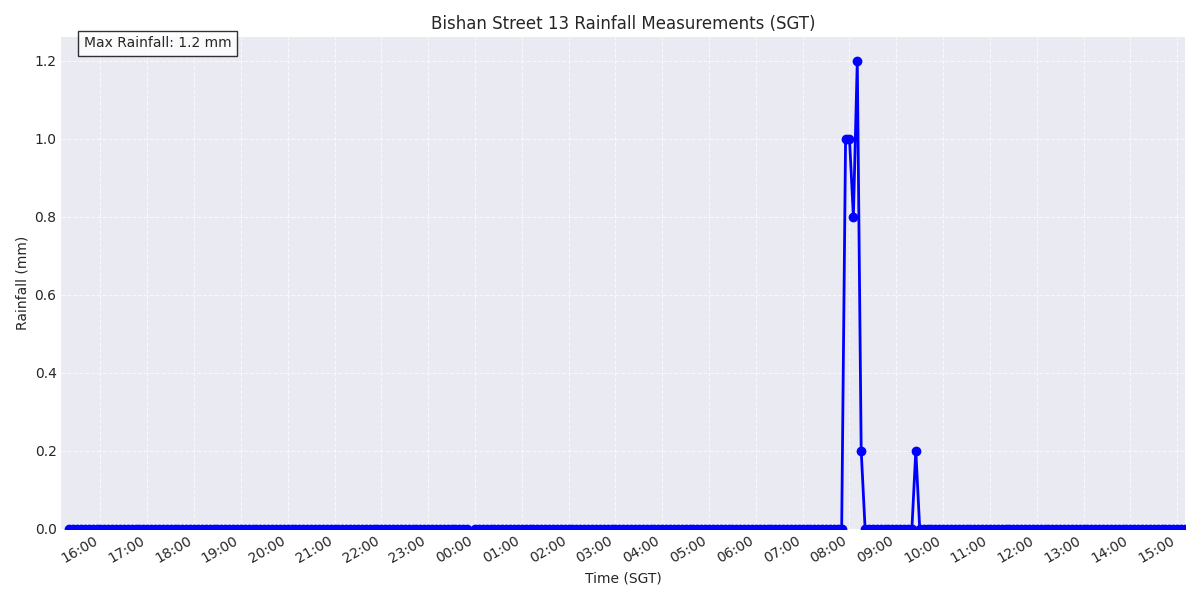 Bishan Street 13 Rainfall Measurements (SGT)
Max Rainfall: 1.2 mm
1.2
1.0
0.8
0.6
0.4
0.2
0.0
Rainfall (mm)
16:00 17:00 18:00 19:00 20:00 21:00 22:00 23:00 00:00 01:00 02:00 03:00 04:00 05:00 06:00 07:00 08:00 09:00 10:00 11:00 12:00 13:00 14:00 15:00
Time (SGT)